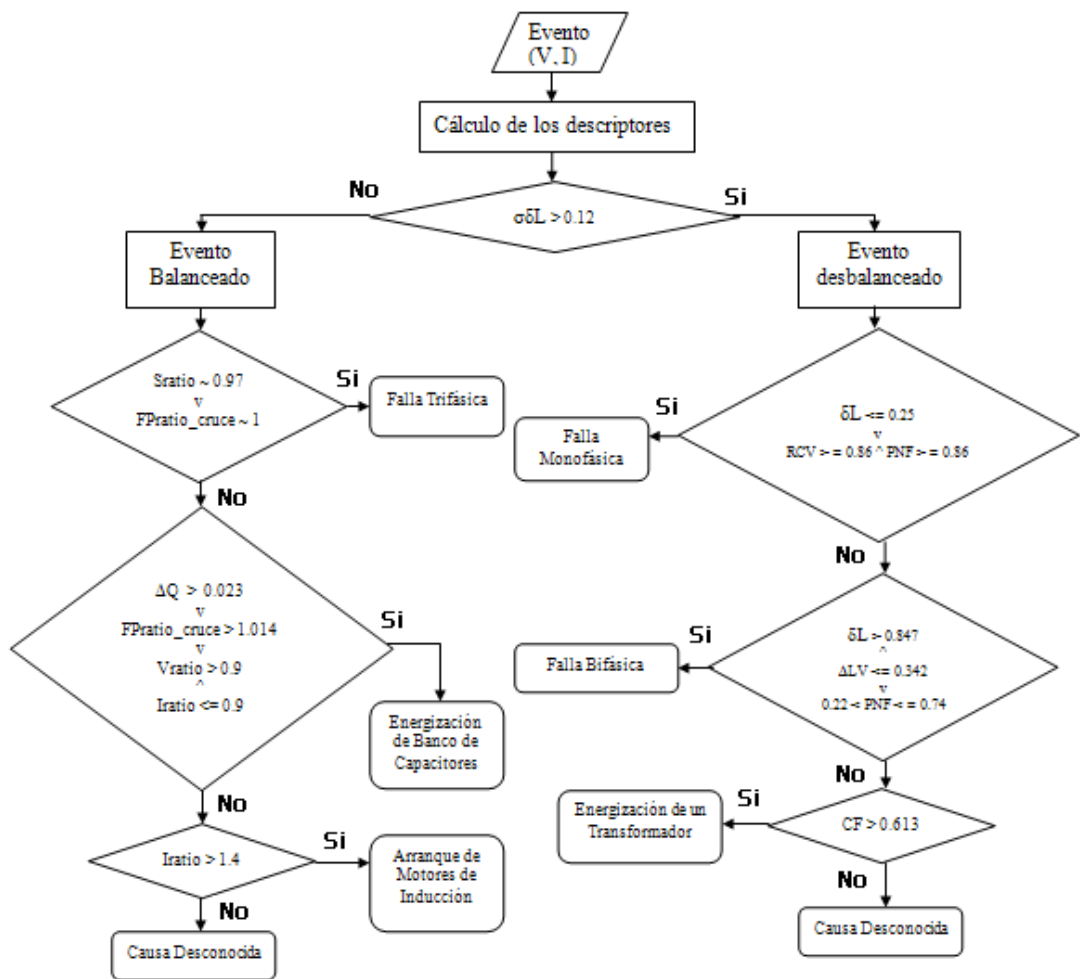 Evento
(V, I)
Cálculo de los descriptores
No
Si
σδL > 0.12
Evento
Balanceado
Evento
desbalanceado
Sratio ~ 0.97
v
FPratio_cruce ~ 1
Si
Falla Trifásica
No
Si
Falla
Monofásica
δL <= 0.25
v
RCV >= 0.86 ^ PNF >= 0.86
No
ΔQ > 0.023
v
FPratio_cruce > 1.014
v
Vratio > 0.9
^
Iratio <= 0.9
Si
Energización
de Banco de
Capacitores
No
δL > 0.847
^
ΔLV <= 0.342
v
0.22 < PNF <= 0.74
Si
Falla Bifásica
No
Iratio > 1.4
Si
Arranque de
Motores de
Inducción
No
Causa Desconocida
CF > 0.613
Si
Energización de un
Transformador
No
Causa Desconocida